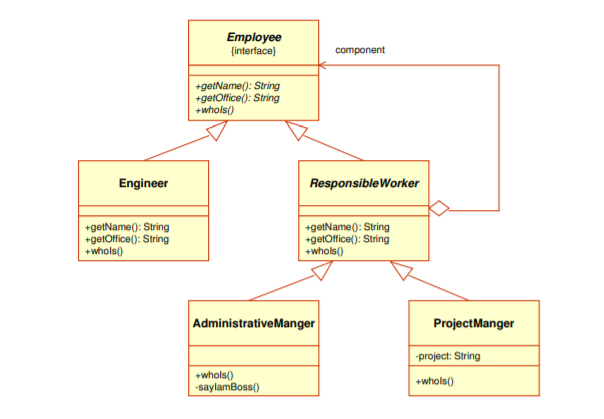 Employee
{interface}
component
+getName(): String
+getOffice(): String
+whoIs()
Engineer
ResponsibleWorker
+getName(): String
+getOffice(): String
+whoIs()
+getName(): String
+getOffice(): String
+whoIs()
AdministrativeManger
ProjectManger
-project: String
+whoIs()
-sayIamBoss()
+whoIs()